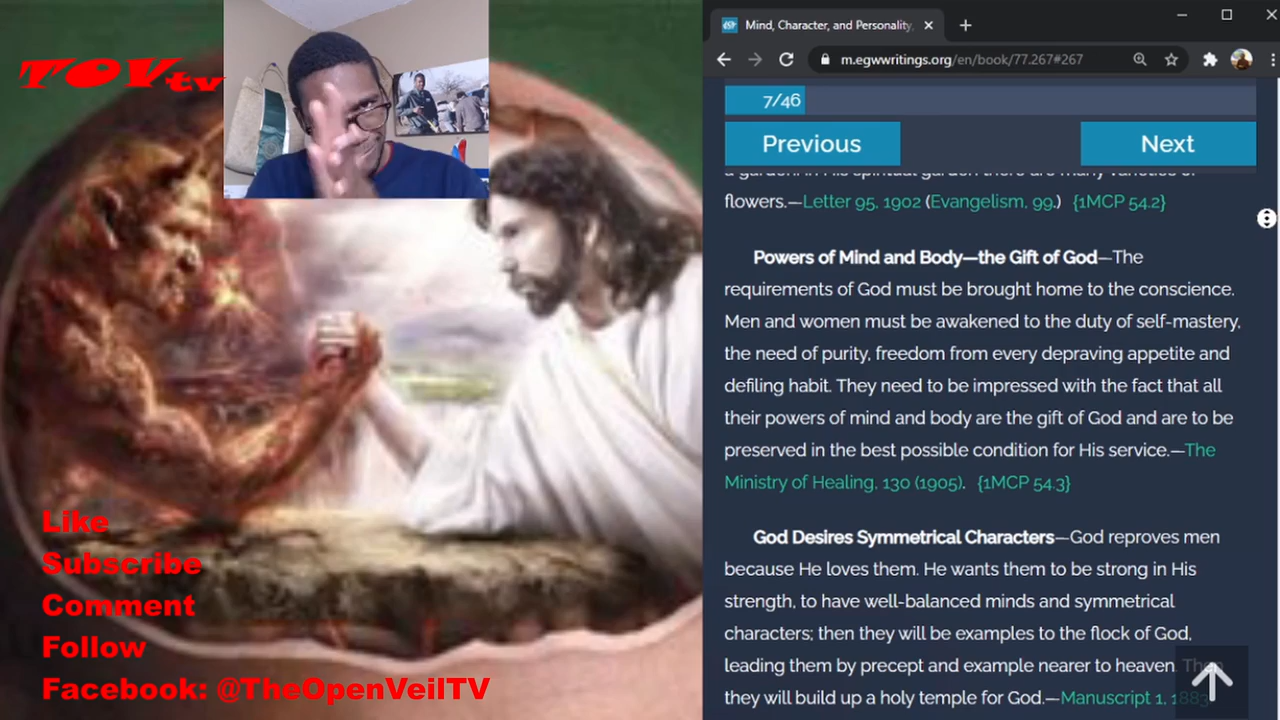 TOVtv
Like
Subscribe
Comment
Follow
Facebook: @TheOpenVeilTV
Mind, Character, and Personality,
m.egwwritings.org/en/book/77.267#267
7/46
Previous
Next
flowers.—Letter 95, 1902 (Evangelism, 99.) {1MCP 54.2}
Powers of Mind and Body—the Gift of God—The
requirements of God must be brought home to the conscience.
Men and women must be awakened to the duty of self-mastery,
the need of purity, freedom from every depraving appetite and
defiling habit. They need to be impressed with the fact that all
their powers of mind and body are the gift of God and are to be
preserved in the best possible condition for His service.—The
Ministry of Healing, 130 (1905). {1MCP 54.3}
God Desires Symmetrical Characters—God reproves men
because He loves them. He wants them to be strong in His
strength, to have well-balanced minds and symmetrical
characters; then they will be examples to the flock of God,
leading them by precept and example nearer to heaven. Then
they will build up a holy temple for God.—Manuscript 1, 1883